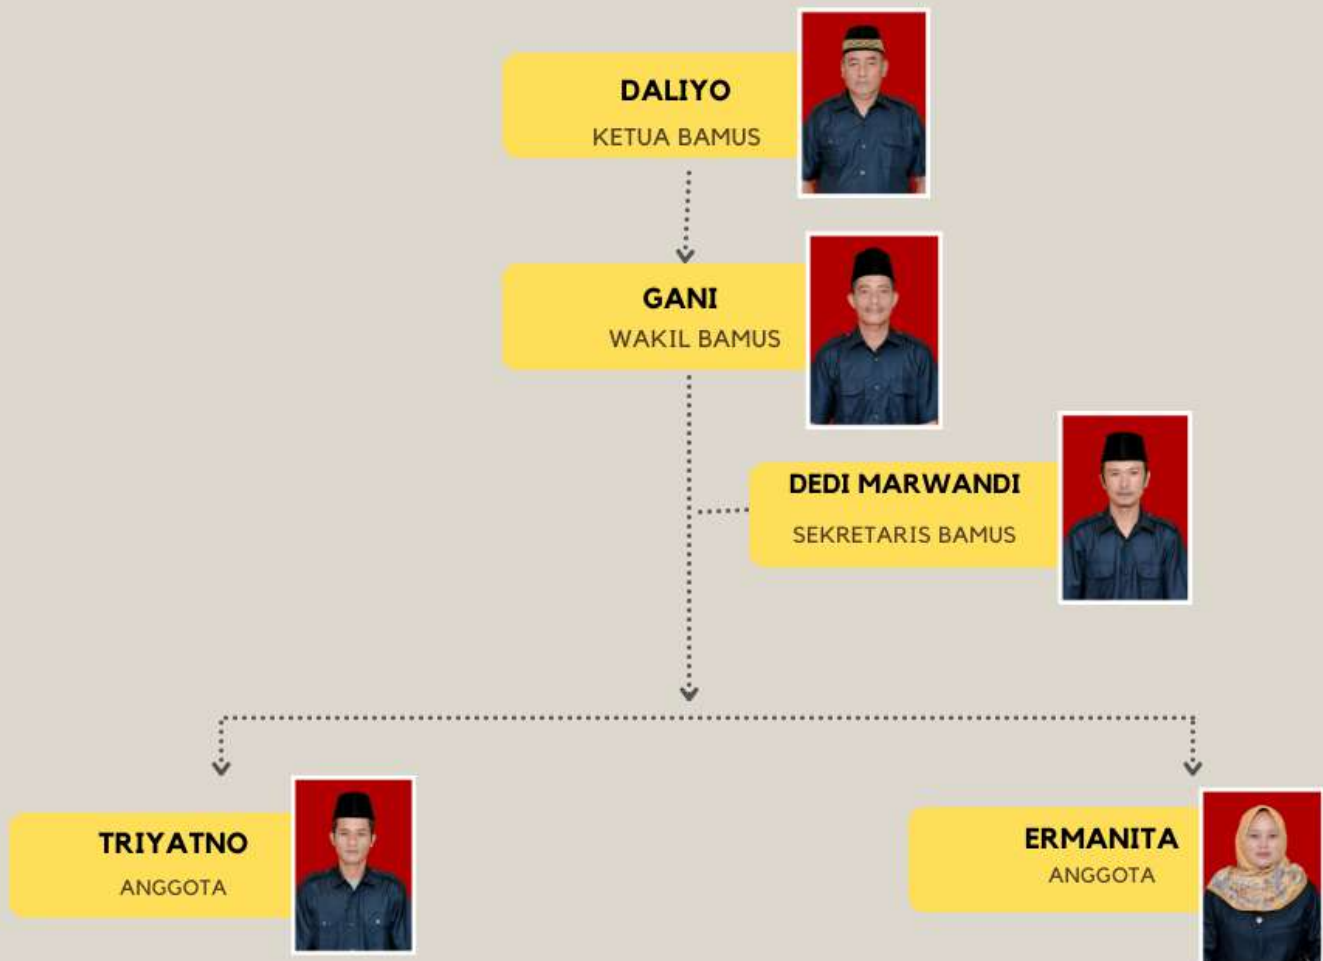 DALIYO
KETUA BAMUS
GANI
WAKIL BAMUS
DEDI MARWANDI
SEKRETARIS BAMUS
TRIYATNO
ANGGOTA
ERMANITA
ANGGOTA